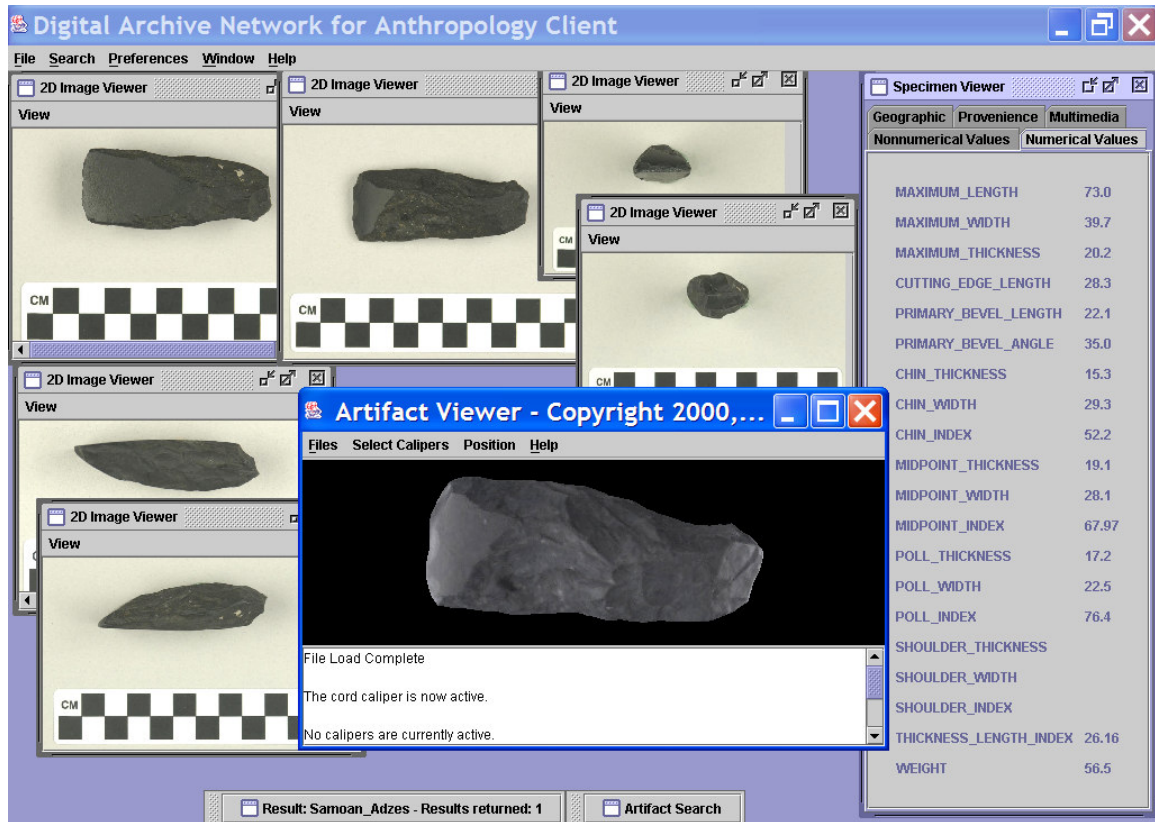 Digital Archive Network for Anthropology Client
File Search Preferences Window Help
2D Image Viewer
View
CM
2D Image Viewer
View
CM
2D Image Viewer
View
CM
2D Image Viewer
View
CM
2D Image Viewer
View
2D Image Viewer
View
CM
Artifact Viewer - Copyright 2000,...
Files Select Calipers Position Help
File Load Complete
The cord caliper is now active.
No calipers are currently active.
Specimen Viewer
Geographic Provenience Multimedia
Nonnumerical Values Numerical Values
MAXIMUM_LENGTH 73.0
MAXIMUM_WIDTH 39.7
MAXIMUM_THICKNESS 20.2
CUTTING_EDGE_LENGTH 28.3
PRIMARY_BEVEL_LENGTH 22.1
PRIMARY_BEVEL_ANGLE 35.0
CHIN_THICKNESS 15.3
CHIN_WIDTH 29.3
CHIN_INDEX 52.2
MIDPOINT_THICKNESS 19.1
MIDPOINT_WIDTH 28.1
MIDPOINT_INDEX 67.97
POLL_THICKNESS 17.2
POLL_WIDTH 22.5
POLL_INDEX 76.4
SHOULDER_THICKNESS
SHOULDER_WIDTH
SHOULDER_INDEX
THICKNESS_LENGTH_INDEX 26.16
WEIGHT 56.5
Result: Samoan_Adzes - Results returned: 1
Artifact Search